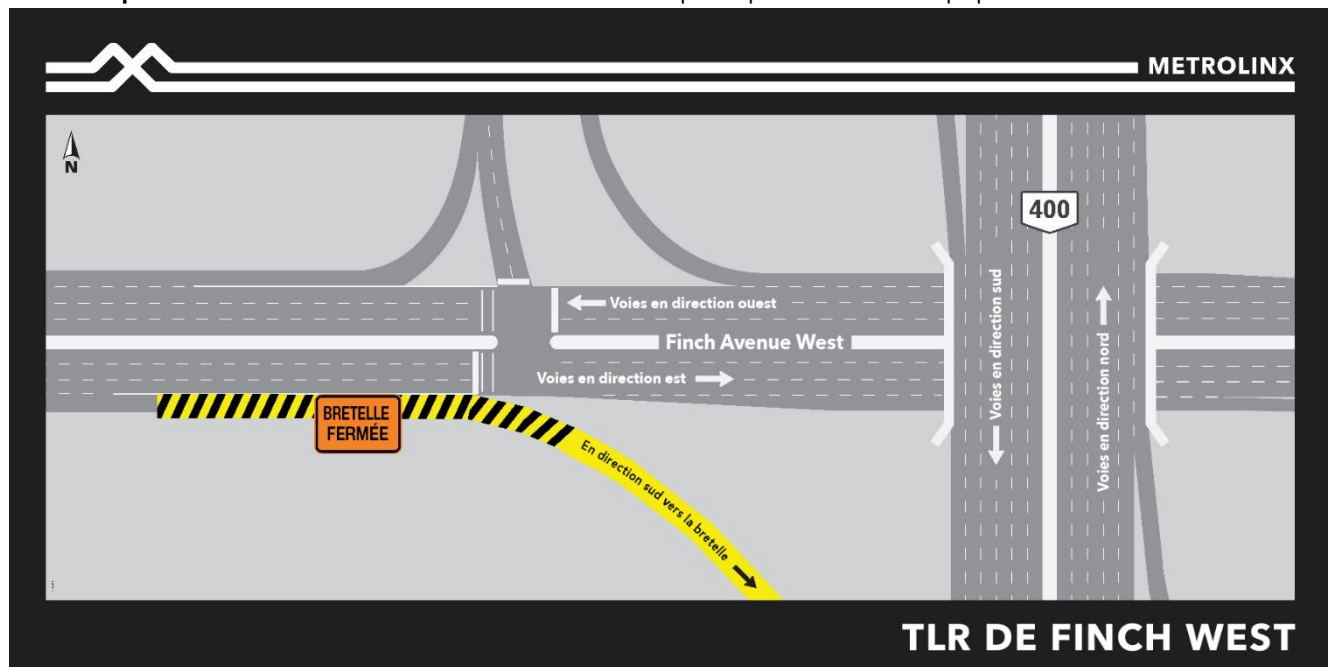 METROLINX
N
400
Voies en direction ouest
Finch Avenue West
Voies en direction est
Voies en direction sud
Voies en direction nord
BRETELLE
FERMÉE
En direction sud vers la bretelle
TLR DE FINCH WEST